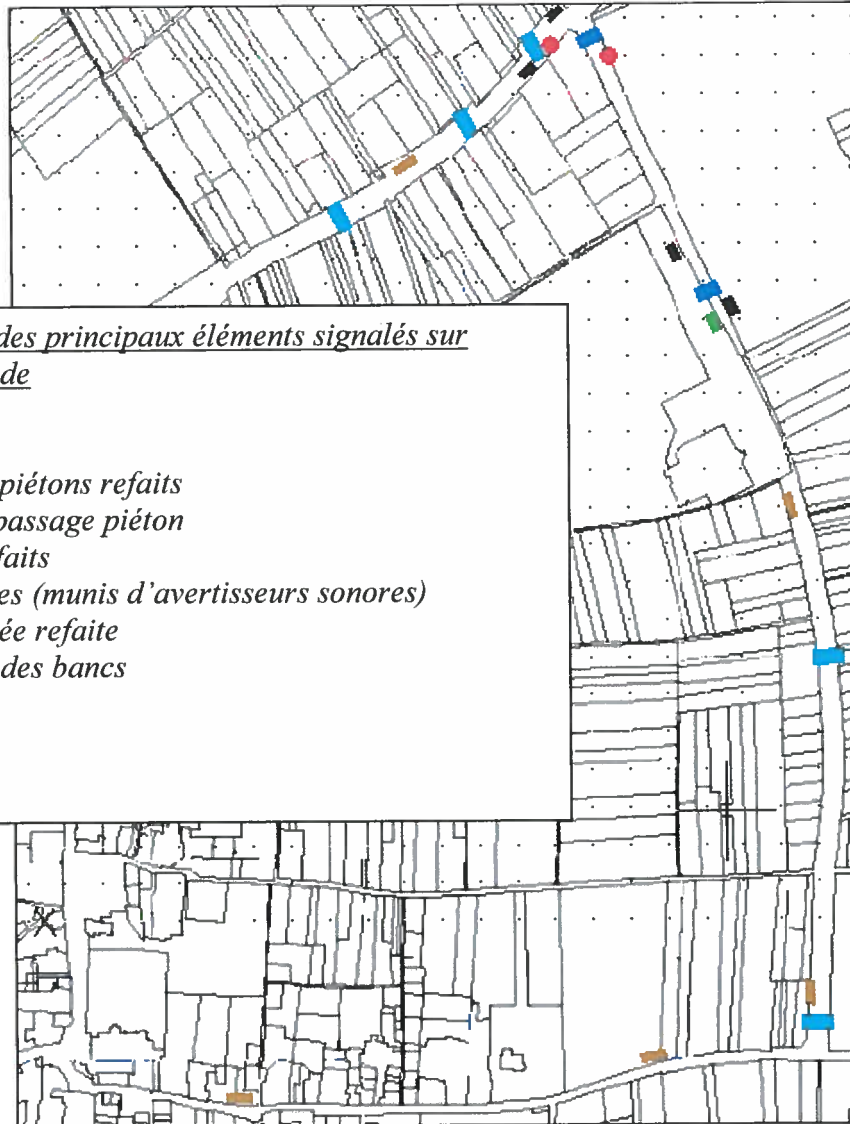 des principaux éléments signalés sur
de
piétons refaits
passage piéton
faits
es (munis d'avertisseurs sonores)
ée refaite
des bancs